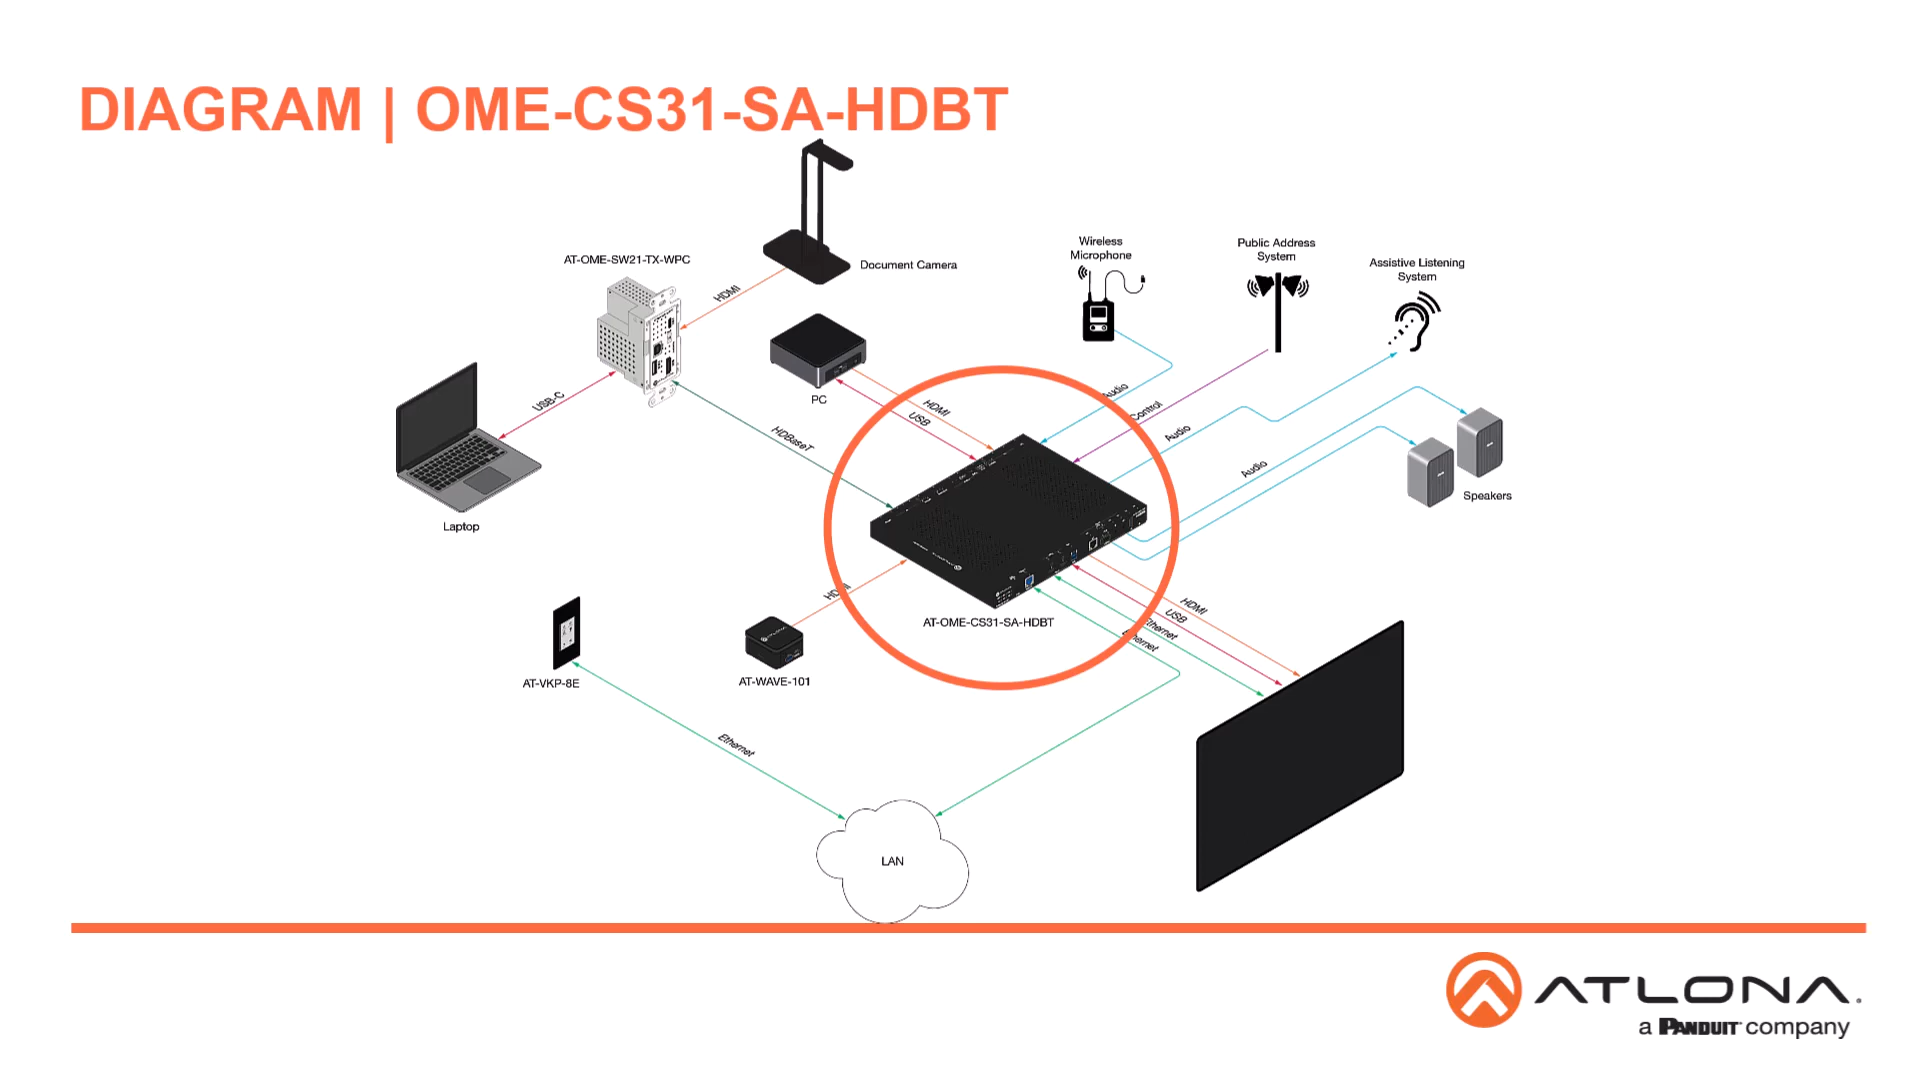 DIAGRAM | OME-CS31-SA-HDBT
AT-OME-SW21-TX-WPC
Document Camera
Wireless
Microphone
Public Address
System
Assistive Listening
System
HDMI
PC
USB-C
HDMI
USB
HDBaseT
Audio
Control
Audio
Audio
Speakers
Laptop
HDMI
AT-OME-CS31-SA-HDBT
HDMI
USB
Ethernet
Ethernet
AT-VKP-8E
AT-WAVE-101
Ethernet
LAN
ATLONA
a PANDUIT company